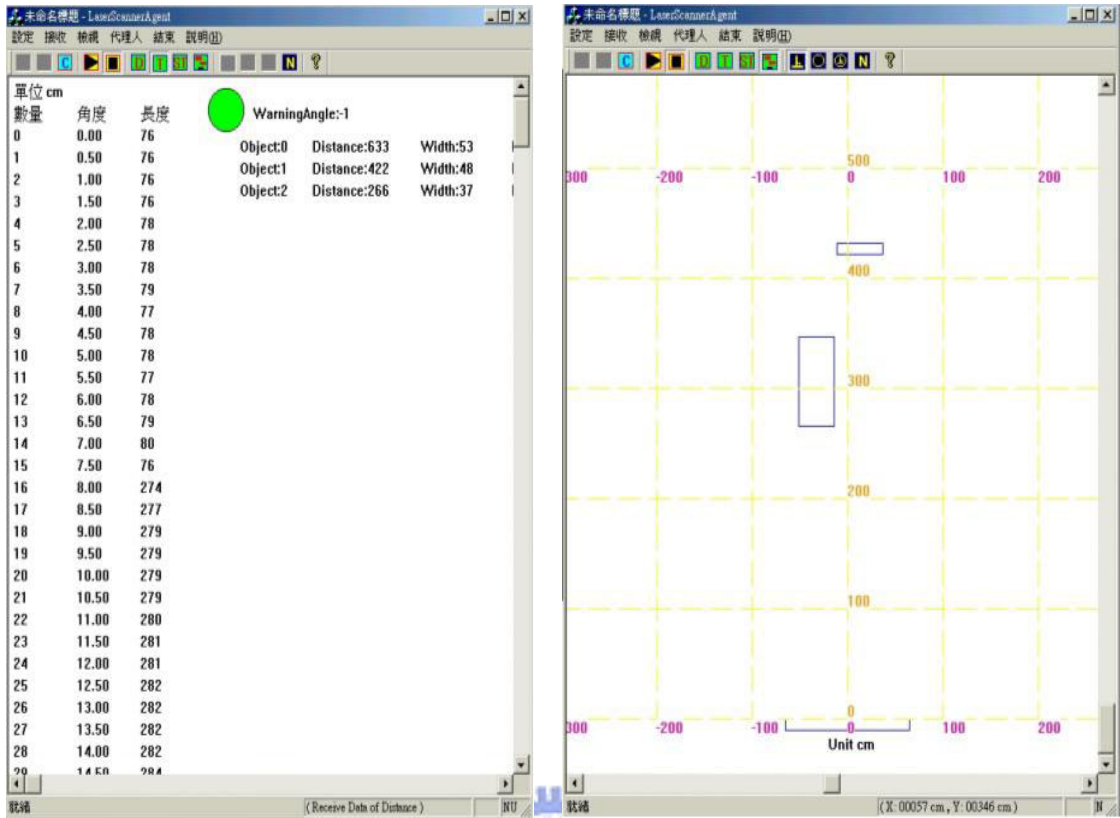 未命名標題 - LaserScannerAgent
設定 接收 檢視 代理人 結束 說明(H)
C D T ST N ?
單位 cm
數量 角度 長度
WarningAngle:-1
Object:0 Distance:633 Width:53
Object:1 Distance:422 Width:48
Object:2 Distance:266 Width:37
0 0.00 76
1 0.50 76
2 1.00 76
3 1.50 76
4 2.00 78
5 2.50 78
6 3.00 78
7 3.50 79
8 4.00 77
9 4.50 78
10 5.00 78
11 5.50 77
12 6.00 78
13 6.50 79
14 7.00 80
15 7.50 76
16 8.00 274
17 8.50 277
18 9.00 279
19 9.50 279
20 10.00 279
21 10.50 279
22 11.00 280
23 11.50 281
24 12.00 281
25 12.50 282
26 13.00 282
27 13.50 282
28 14.00 282
29 14.50 284
就緒 (Receive Data of Distance) NU
未命名標題 - LaserScannerAgent
設定 接收 檢視 代理人 結束 說明(H)
C D T ST N ?
500
300 -200 -100 0 100 200
400
300
200
100
0
300 -200 -100 0 100 200
Unit cm
就緒 (X: 00057 cm, Y: 00346 cm) N